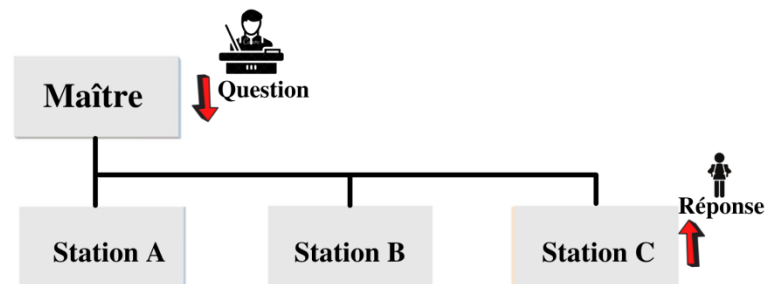 Question
Maître
Réponse
Station A
Station B
Station C